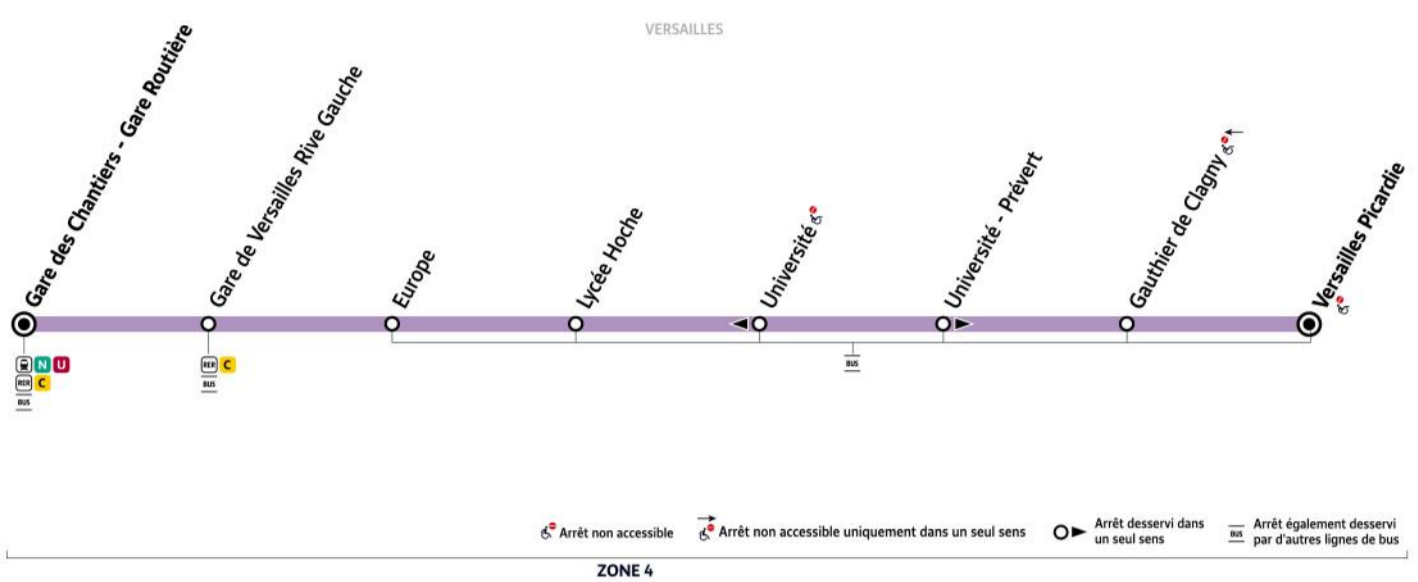 VERSAILLES
Gare des Chantiers - Gare Routière
Gare de Versailles Rive Gauche
Europe
Lycée Hoche
Université
Université - Prévert
Gauthier de Clagny
Versailles Picardie
N U
RER C
BUS
RER C
BUS
BUS
Arrêt non accessible
Arrêt non accessible uniquement dans un seul sens
Arrêt desservi dans
un seul sens
BUS
Arrêt également desservi
par d'autres lignes de bus
ZONE 4